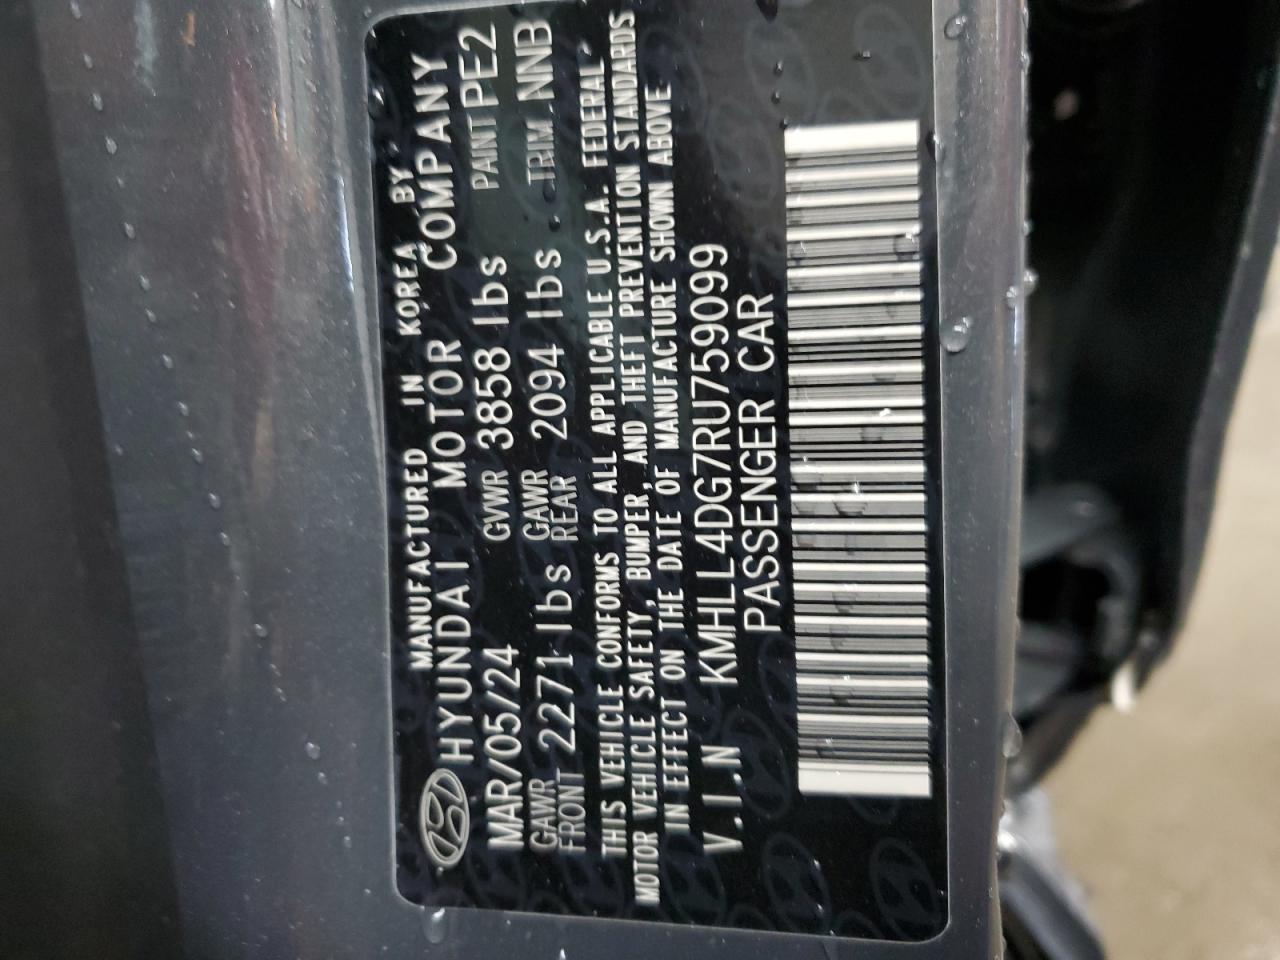 MANUFACTURED IN KOREA BY
HYUNDAI MOTOR COMPANY
MAR/05/24 GVWR 3858 lbs PAINT PE2
GAWR FRONT 2271 lbs GAWR REAR 2094 lbs TRIM NNB
THIS VEHICLE CONFORMS TO ALL APPLICABLE U.S.A. FEDERAL
MOTOR VEHICLE SAFETY, BUMPER, AND THEFT PREVENTION STANDARDS
IN EFFECT ON THE DATE OF MANUFACTURE SHOWN ABOVE
V.I.N KMHLL4DG7RU759099
PASSENGER CAR